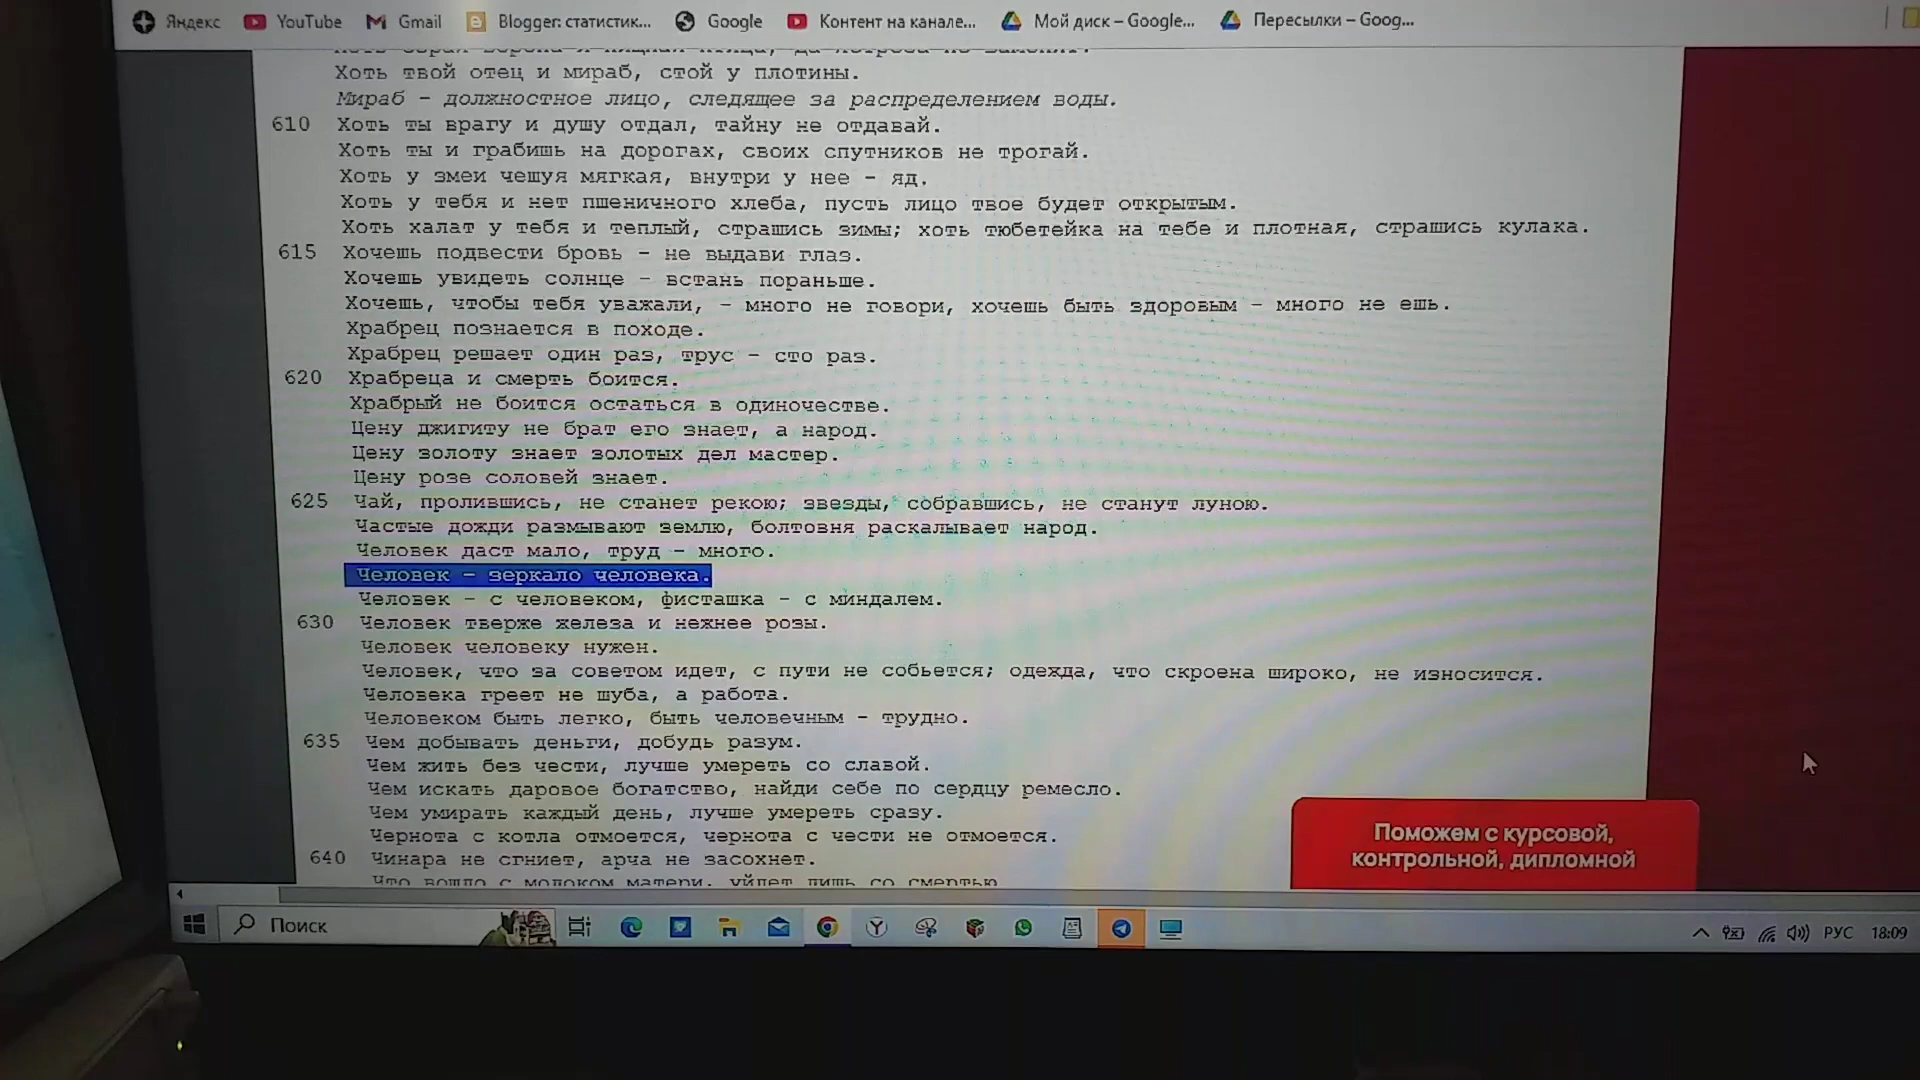 Яндекс YouTube Gmail Blogger: статистик... Google Контент на канале... Мой диск – Google... Пересылки – Goog...
Хоть твой отец и мираб, стой у плотины.
Мираб – должностное лицо, следящее за распределением воды.
610 Хоть ты врагу и душу отдал, тайну не отдавай.
Хоть ты и грабишь на дорогах, своих спутников не трогай.
Хоть у змеи чешуя мягкая, внутри у нее – яд.
Хоть у тебя и нет пшеничного хлеба, пусть лицо твое будет открытым.
Хоть халат у тебя и теплый, страшись зимы; хоть тюбетейка на тебе и плотная, страшись кулака.
615 Хочешь подвести бровь – не выдави глаз.
Хочешь увидеть солнце – встань пораньше.
Хочешь, чтобы тебя уважали, – много не говори, хочешь быть здоровым – много не ешь.
Храбрец познается в походе.
Храбрец решает один раз, трус – сто раз.
620 Храбреца и смерть боится.
Храбрый не боится остаться в одиночестве.
Цену джигиту не брат его знает, а народ.
Цену золоту знает золотых дел мастер.
Цену розе соловей знает.
625 Чай, пролившись, не станет рекою; звезды, собравшись, не станут луною.
Частые дожди размывают землю, болтовня раскалывает народ.
Человек даст мало, труд – много.
Человек – зеркало человека.
Человек – с человеком, фисташка – с миндалем.
630 Человек тверже железа и нежнее розы.
Человек человеку нужен.
Человек, что за советом идет, с пути не собьется; одежда, что скроена широко, не износится.
Человека греет не шуба, а работа.
Человеком быть легко, быть человечным – трудно.
635 Чем добывать деньги, добудь разум.
Чем жить без чести, лучше умереть со славой.
Чем искать даровое богатство, найди себе по сердцу ремесло.
Чем умирать каждый день, лучше умереть сразу.
Чернота с котла отмоется, чернота с чести не отмоется.
640 Чинара не сгниет, арча не засохнет.
Что вошло с молоком матери, уйдет лишь со смертью
Поможем с курсовой,
контрольной, дипломной
Поиск
РУС 18:09